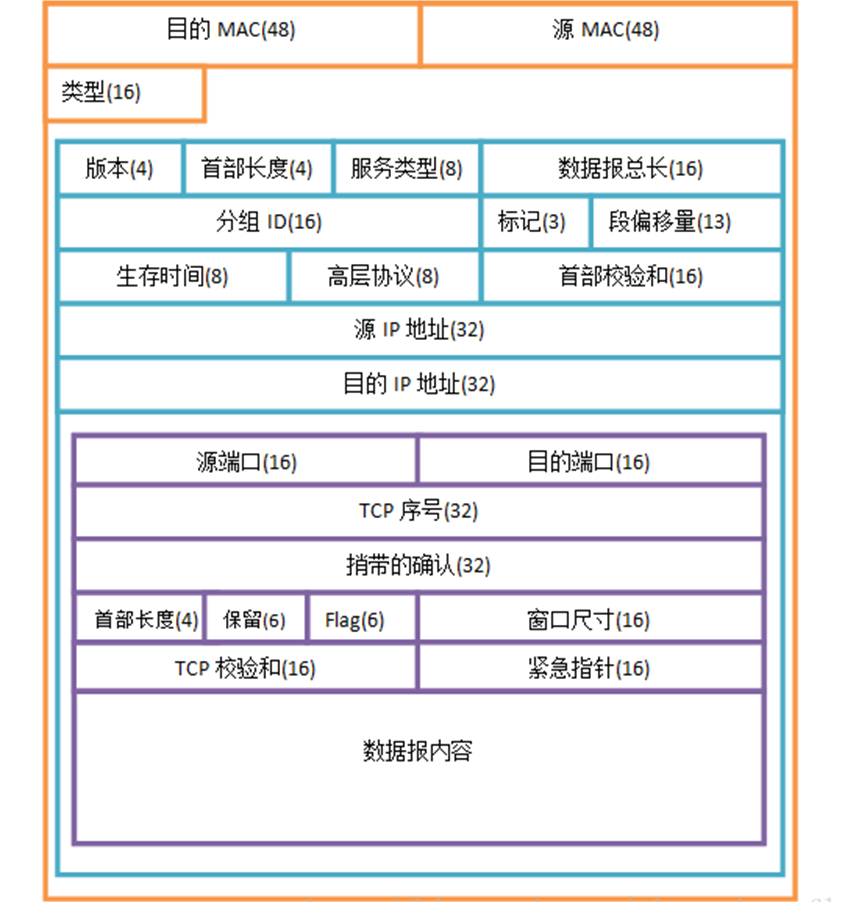 目的 MAC(48) 源 MAC(48)
类型(16)
版本(4) 首部长度(4) 服务类型(8) 数据报总长(16)
分组 ID(16) 标记(3) 段偏移量(13)
生存时间(8) 高层协议(8) 首部校验和(16)
源 IP 地址(32)
目的 IP 地址(32)
源端口(16) 目的端口(16)
TCP 序号(32)
捎带的确认(32)
首部长度(4) 保留(6) Flag(6) 窗口尺寸(16)
TCP 校验和(16) 紧急指针(16)
数据报内容